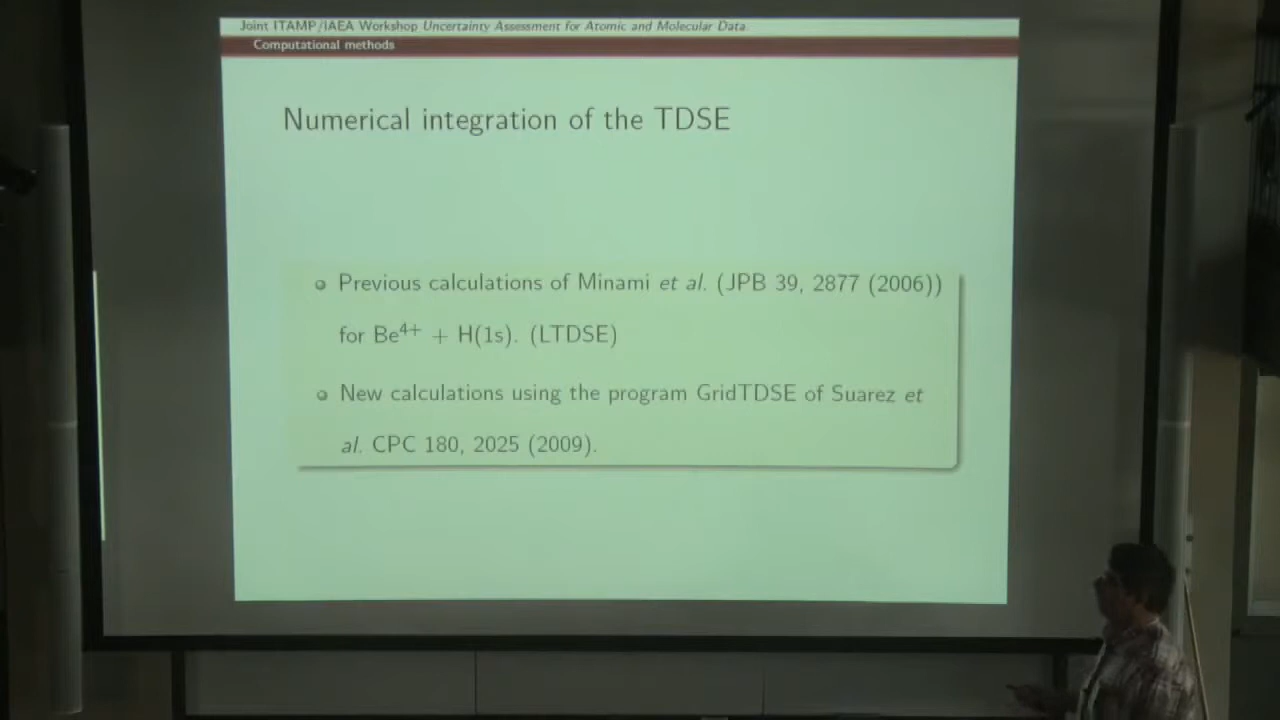 Joint ITAMP/IAEA Workshop Uncertainty Assessment for Atomic and Molecular Data.
Computational methods
Numerical integration of the TDSE
Previous calculations of Minami et al. (JPB 39, 2877 (2006))
for Be⁴⁺ + H(1s). (LTDSE)
New calculations using the program GridTDSE of Suarez et
al. CPC 180, 2025 (2009).